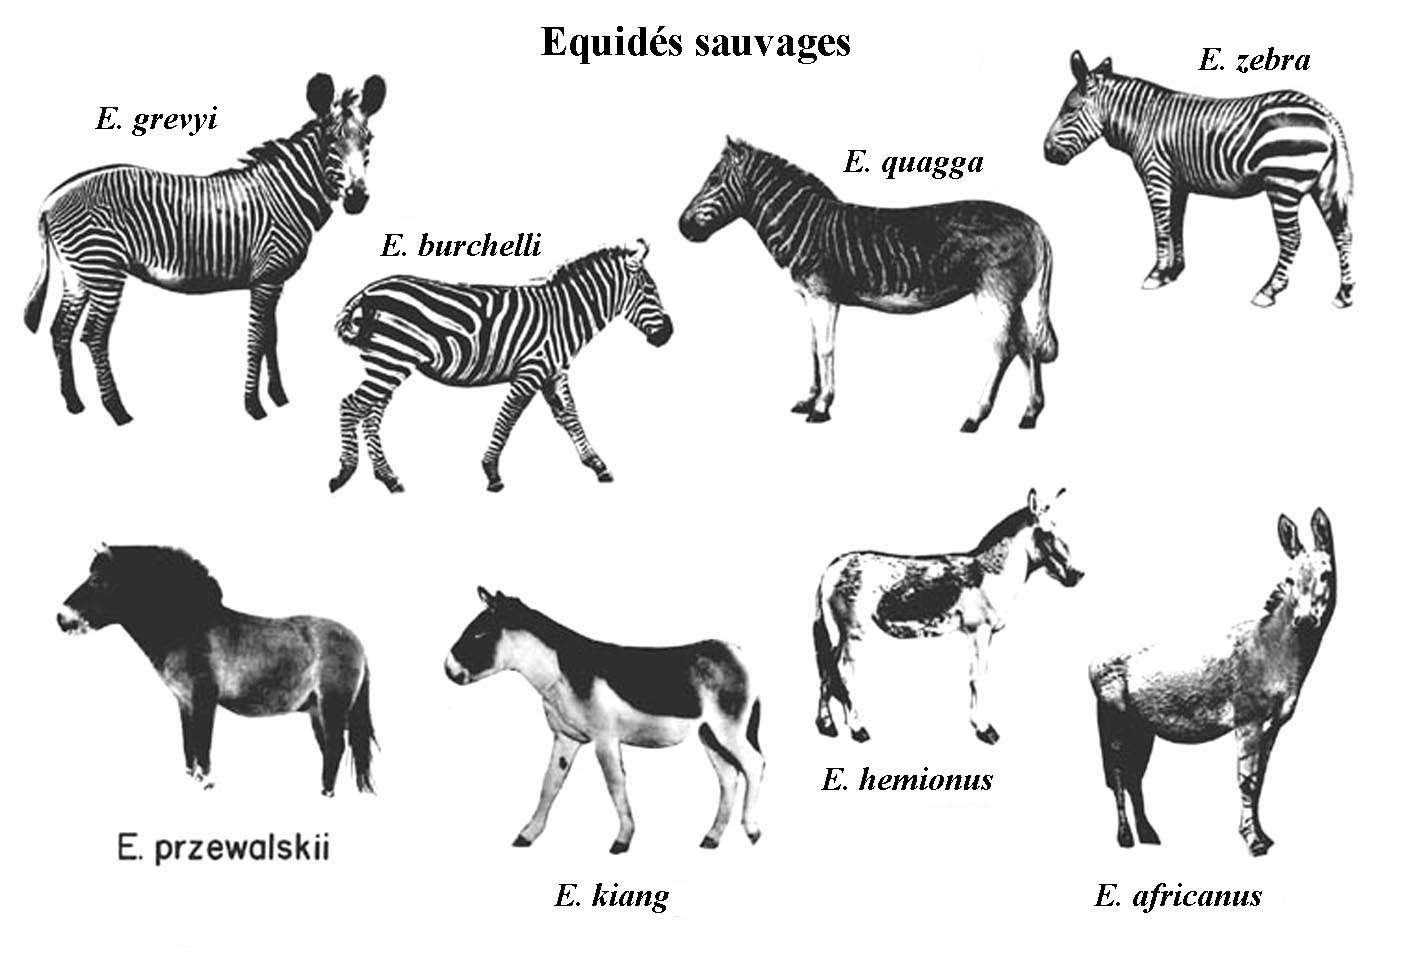 Equidés sauvages
E. zebra
E. grevyi
E. quagga
E. burchelli
E. hemionus
E. przewalskii
E. kiang
E. africanus